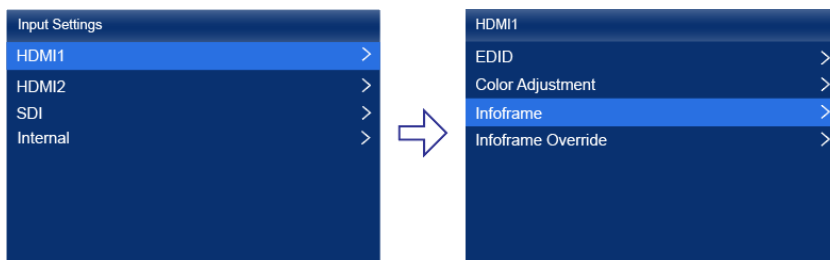 Input Settings
HDMI1
HDMI2
SDI
Internal
HDMI1
EDID
Color Adjustment
Infoframe
Infoframe Override